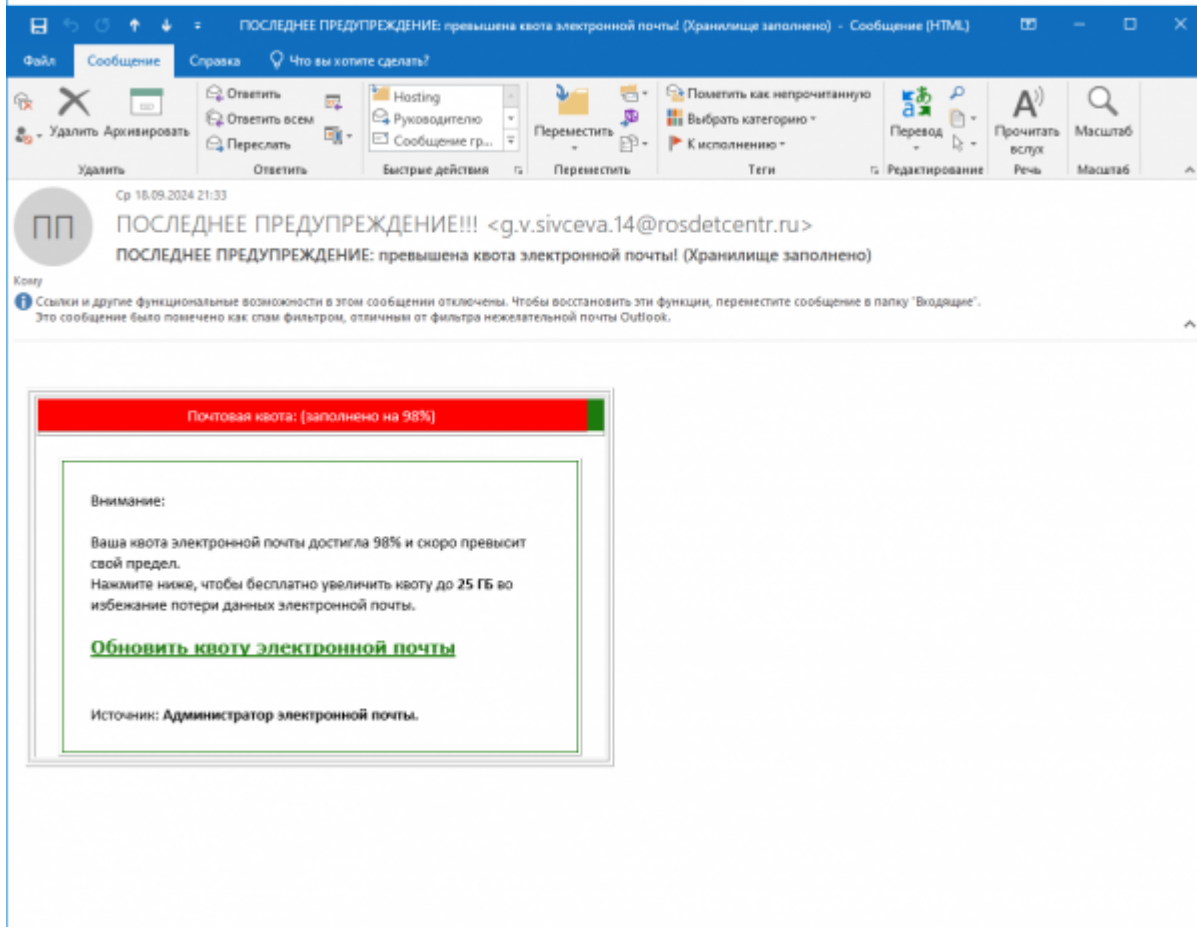 ПОСЛЕДНЕЕ ПРЕДУПРЕЖДЕНИЕ: превышена квота электронной почты! (Хранилище заполнено) - Сообщение (HTML)
Файл Сообщение Справка Что вы хотите сделать?
Удалить Архивировать
Ответить
Ответить всем
Переслать
Hosting
Руководителю
Сообщение гр...
Переместить
Пометить как непрочитанную
Выбрать категорию
К исполнению
Перевод
Прочитать вслух
Масштаб
Удалить Ответить Быстрые действия Переместить Теги Редактирование Речь Масштаб
Ср 18.09.2024 21:33
ПП
ПОСЛЕДНЕЕ ПРЕДУПРЕЖДЕНИЕ!!! <g.v.sivceva.14@rosdetcentr.ru>
ПОСЛЕДНЕЕ ПРЕДУПРЕЖДЕНИЕ: превышена квота электронной почты! (Хранилище заполнено)
Кому
Ссылки и другие функциональные возможности в этом сообщении отключены. Чтобы восстановить эти функции, переместите сообщение в папку "Входящие".
Это сообщение было помечено как спам фильтром, отличным от фильтра нежелательной почты Outlook.
Почтовая квота: (заполнено на 98%)
Внимание:
Ваша квота электронной почты достигла 98% и скоро превысит
свой предел.
Нажмите ниже, чтобы бесплатно увеличить квоту до 25 ГБ во
избежание потери данных электронной почты.
Обновить квоту электронной почты
Источник: Администратор электронной почты.